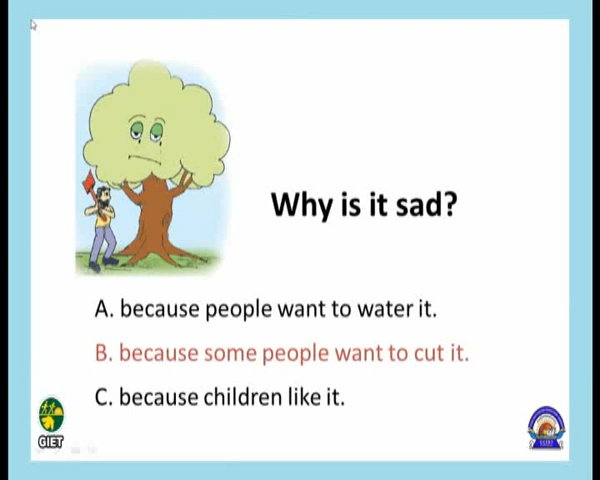 Why is it sad?
A. because people want to water it.
B. because some people want to cut it.
C. because children like it.
CIET